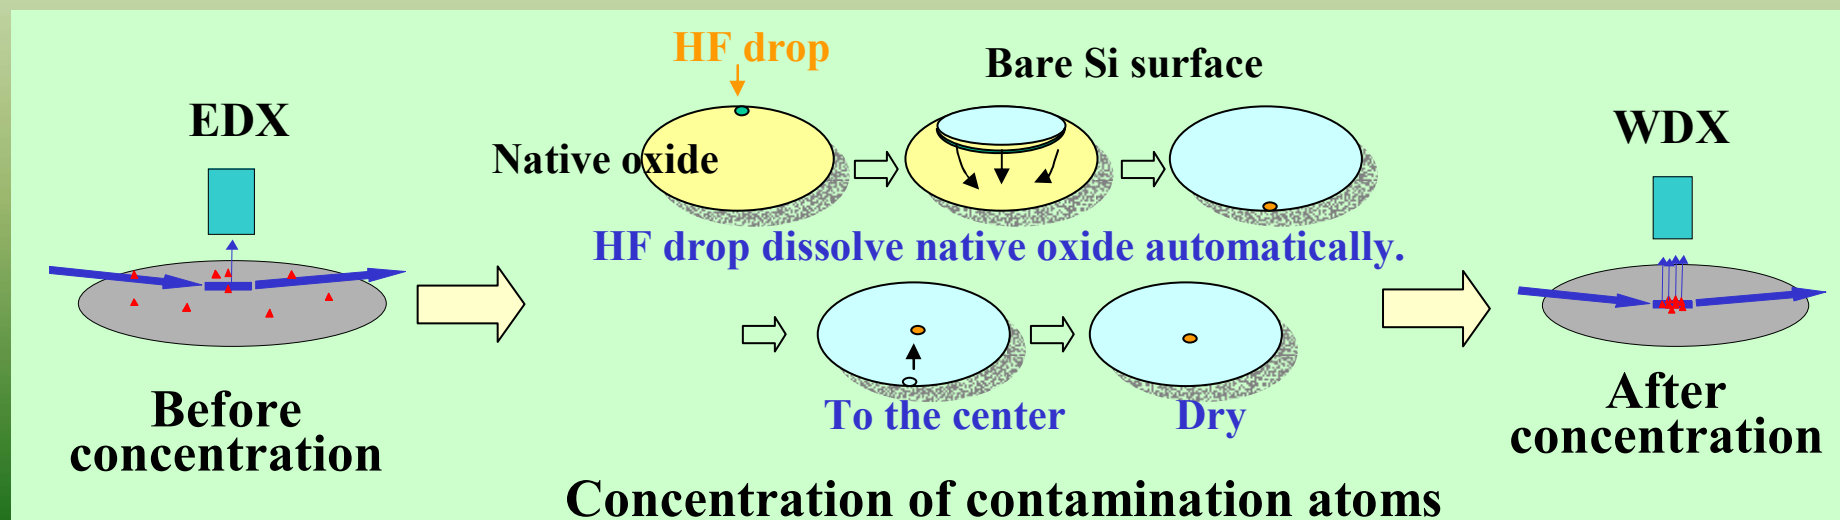 EDX
Before
concentration
HF drop
Native oxide
Bare Si surface
HF drop dissolve native oxide automatically.
To the center
Dry
Concentration of contamination atoms
WDX
After
concentration